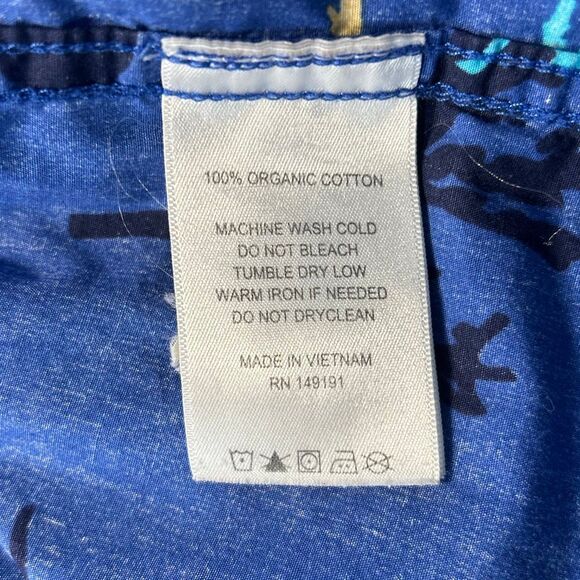 100% ORGANIC COTTON
MACHINE WASH COLD
DO NOT BLEACH
TUMBLE DRY LOW
WARM IRON IF NEEDED
DO NOT DRYCLEAN
MADE IN VIETNAM
RN 149191